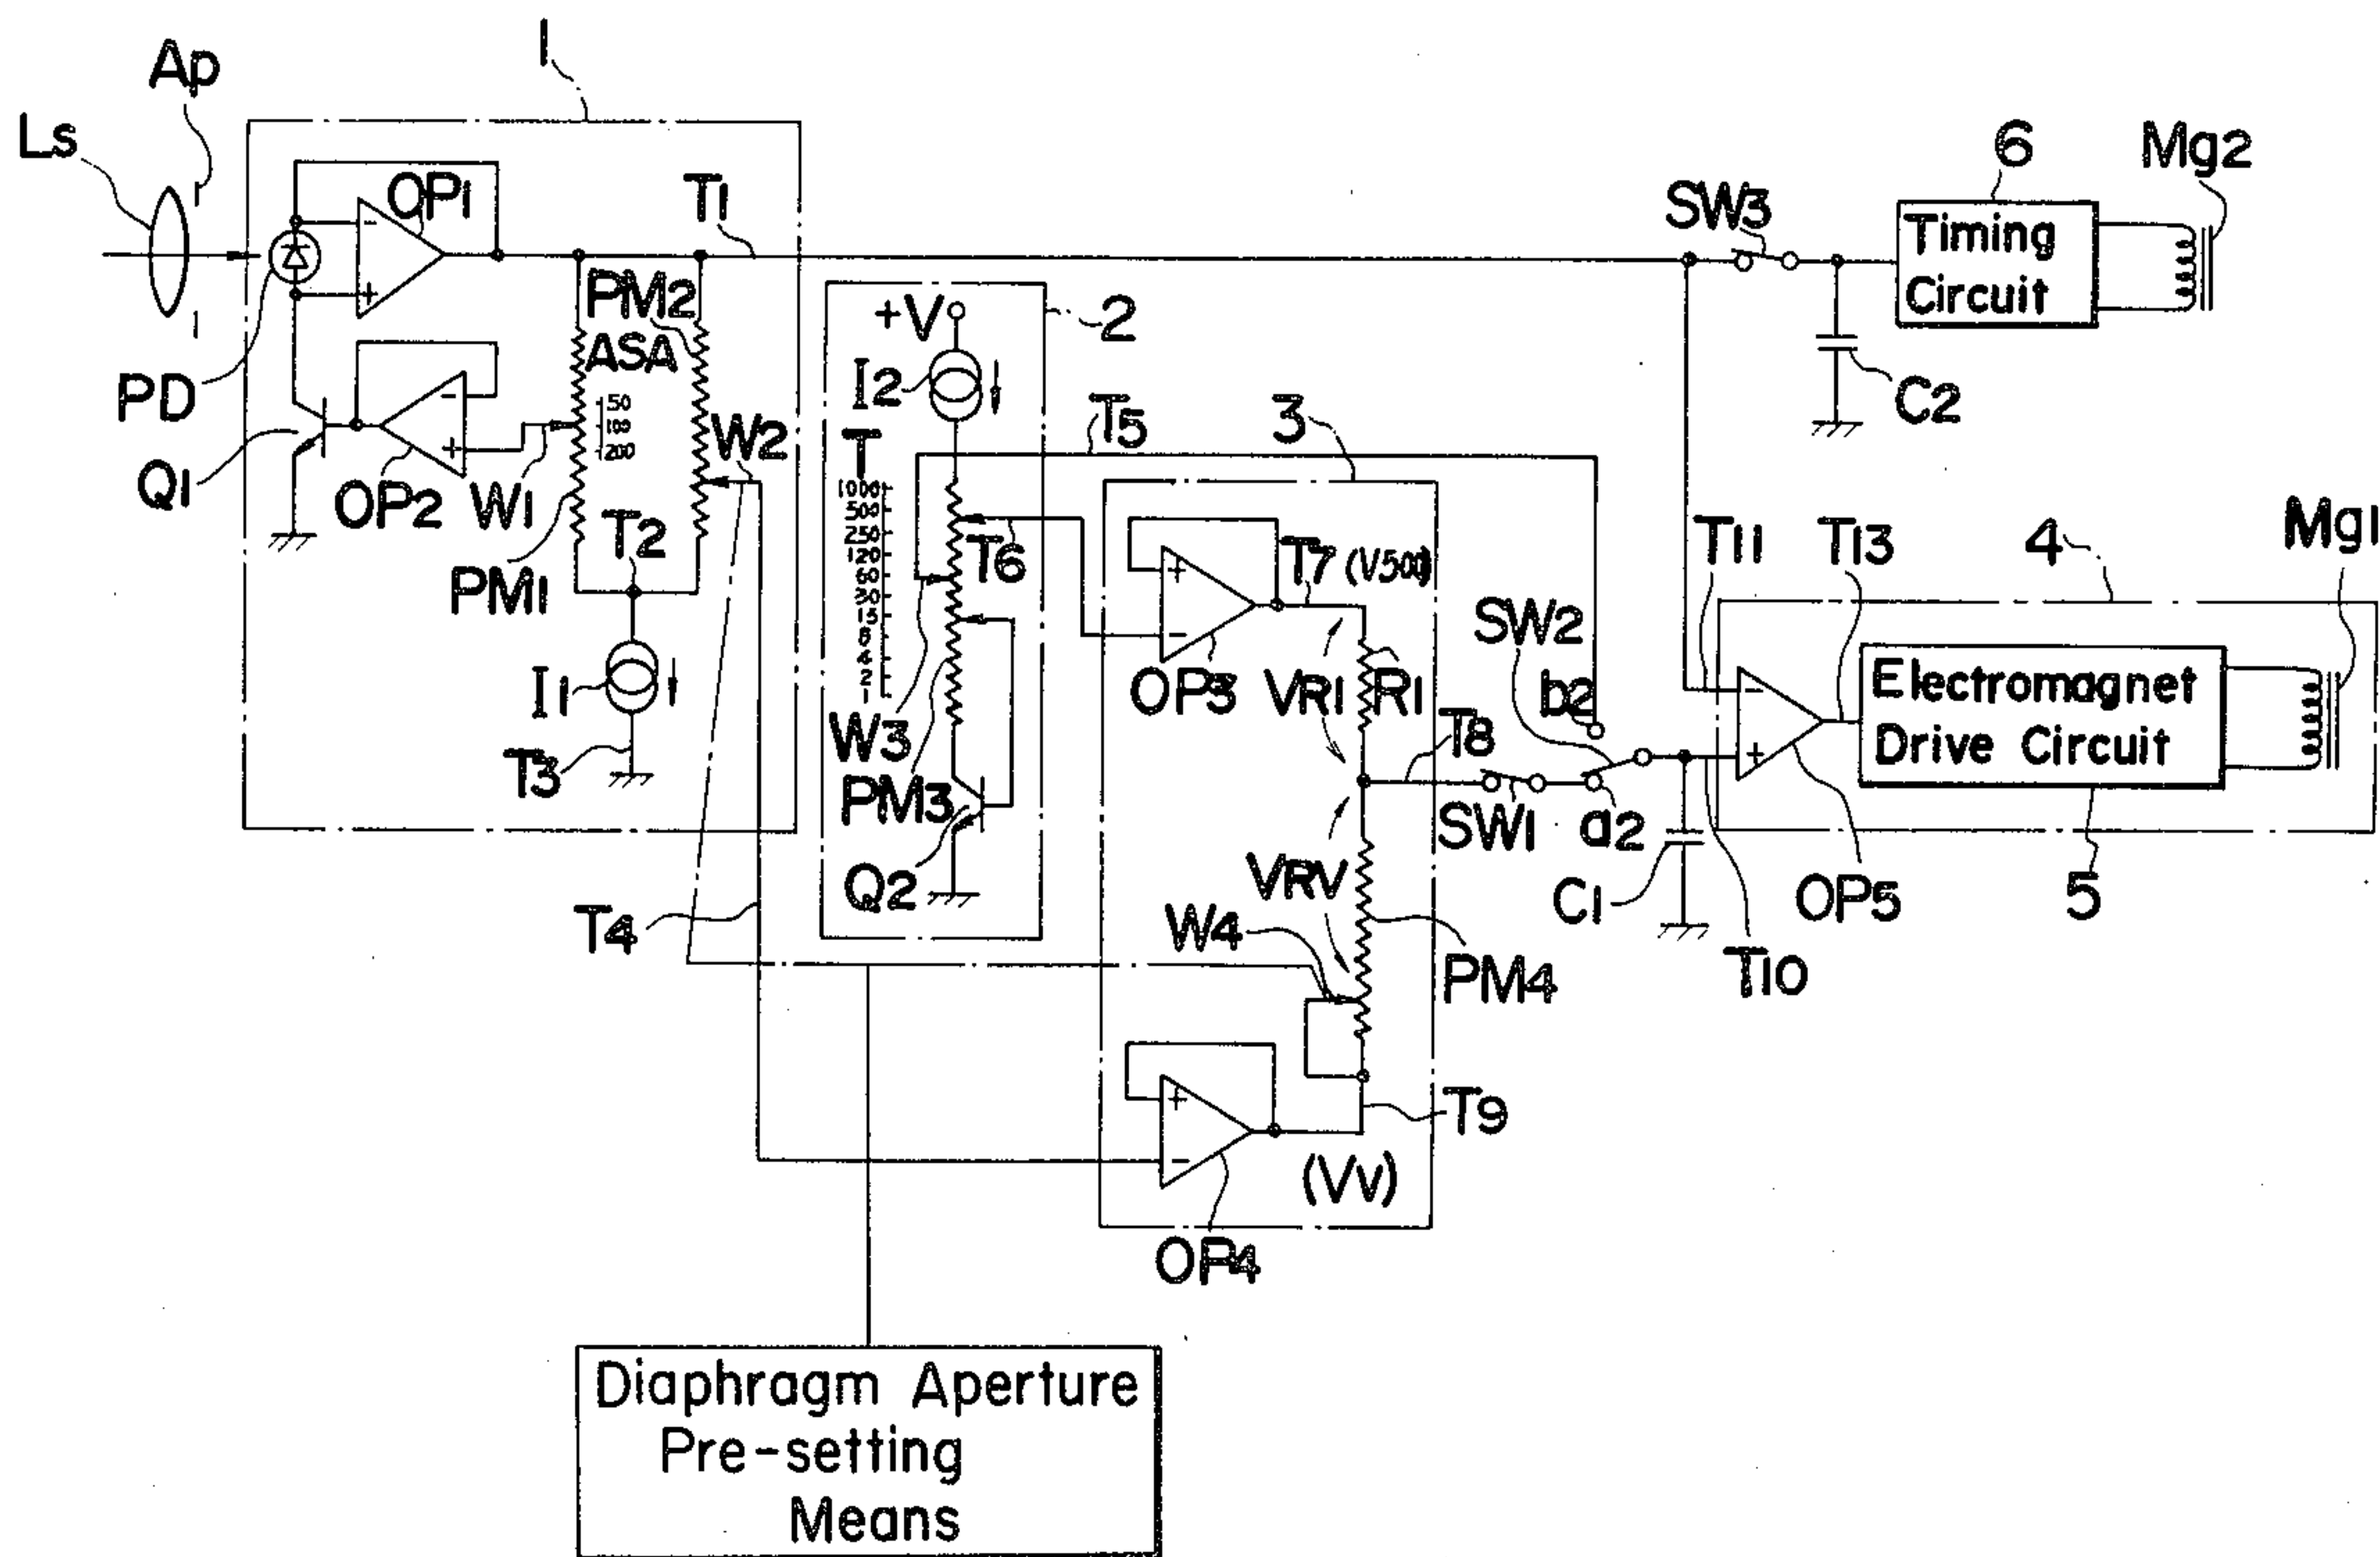 Ls
Ap
1
OP1
T1
PM2
ASA
50
100
200
PD
Q1
OP2
W1
W2
PM1
T2
I1
T3
T4
+V
2
I2
T
1000
500
250
120
60
30
15
8
4
2
1
W3
PM3
Q2
T5
T6
3
OP3
T7 (V500)
VR1
R1
T8
VRV
W4
PM4
T9
(VV)
OP4
SW1
SW2
a2
b2
C1
T10
SW3
C2
6
Timing
Circuit
Mg2
T11
T13
4
Mg1
OP5
Electromagnet
Drive Circuit
5
Diaphragm Aperture
Pre-setting
Means